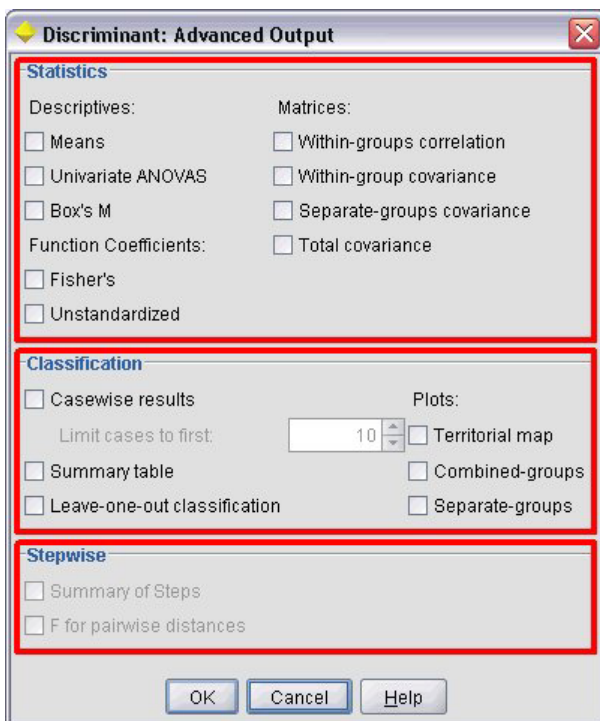 Discriminant: Advanced Output
Statistics
Descriptives:
Means
Univariate ANOVAS
Box's M
Function Coefficients:
Fisher's
Unstandardized
Matrices:
Within-groups correlation
Within-group covariance
Separate-groups covariance
Total covariance
Classification
Casewise results
Limit cases to first: 10
Summary table
Leave-one-out classification
Plots:
Territorial map
Combined-groups
Separate-groups
Stepwise
Summary of Steps
F for pairwise distances
OK Cancel Help